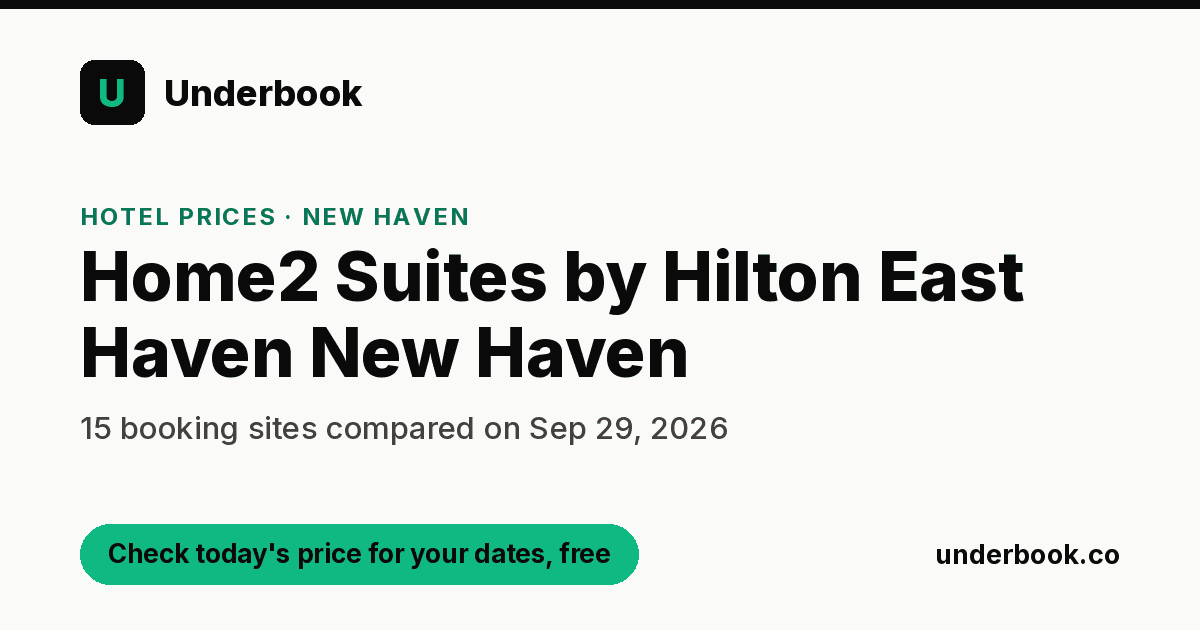 U Underbook
HOTEL PRICES · NEW HAVEN
Home2 Suites by Hilton East
Haven New Haven
15 booking sites compared on Sep 29, 2026
Check today's price for your dates, free
underbook.co